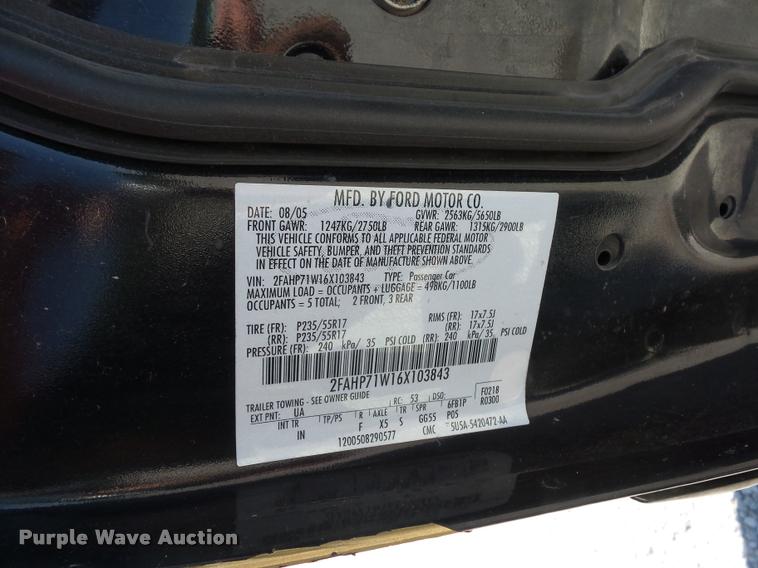 MFD. BY FORD MOTOR CO.
DATE: 08/05 GVWR: 2563KG/5650LB
FRONT GAWR: 1247KG/2750LB REAR GAWR: 1315KG/2900LB
THIS VEHICLE CONFORMS TO ALL APPLICABLE FEDERAL MOTOR
VEHICLE SAFETY, BUMPER, AND THEFT PREVENTION STANDARDS
IN EFFECT ON THE DATE OF MANUFACTURE SHOWN ABOVE.
VIN: 2FAHP71W16X103843 TYPE: Passenger Car
MAXIMUM LOAD = OCCUPANTS + LUGGAGE = 498KG/1100LB
OCCUPANTS = 5 TOTAL; 2 FRONT, 3 REAR
TIRE (FR): P235/55R17 RIMS (FR): 17x7.5J
(RR): P235/55R17 (RR): 17x7.5J
PRESSURE (FR): 240 kPa/ 35 PSI COLD (RR): 240 kPa/ 35 PSI COLD
2FAHP71W16X103843
TRAILER TOWING - SEE OWNER GUIDE RC: 53 DSO: F0218
EXT PNT: UA 6FB1P R0300
INT TR TP/PS R AXLE TR SPR P05
IN F X5 S GG55 5U5A-5420472-AA
1200508290577 CMC
Purple Wave Auction
Purple Wave Auction®